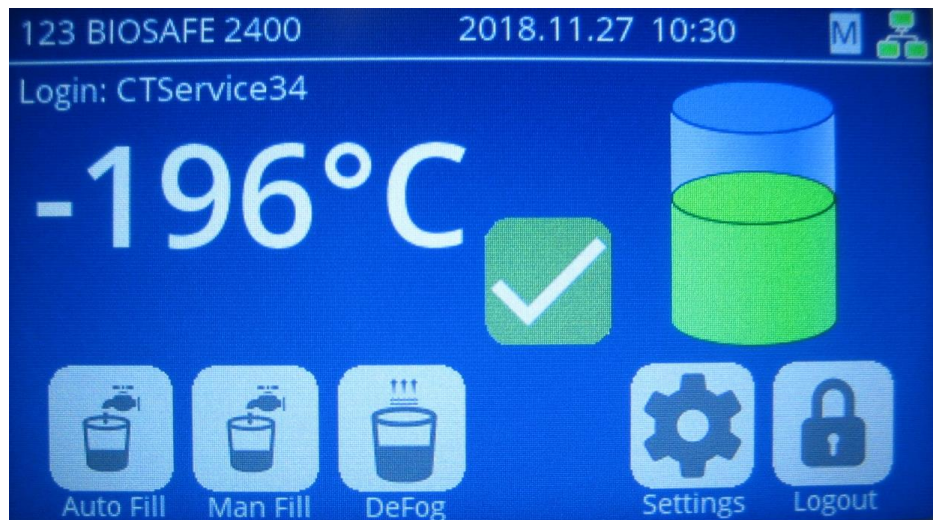 123 BIOSAFE 2400 2018.11.27 10:30 M
Login: CTService34
-196°C
Auto Fill Man Fill DeFog Settings Logout